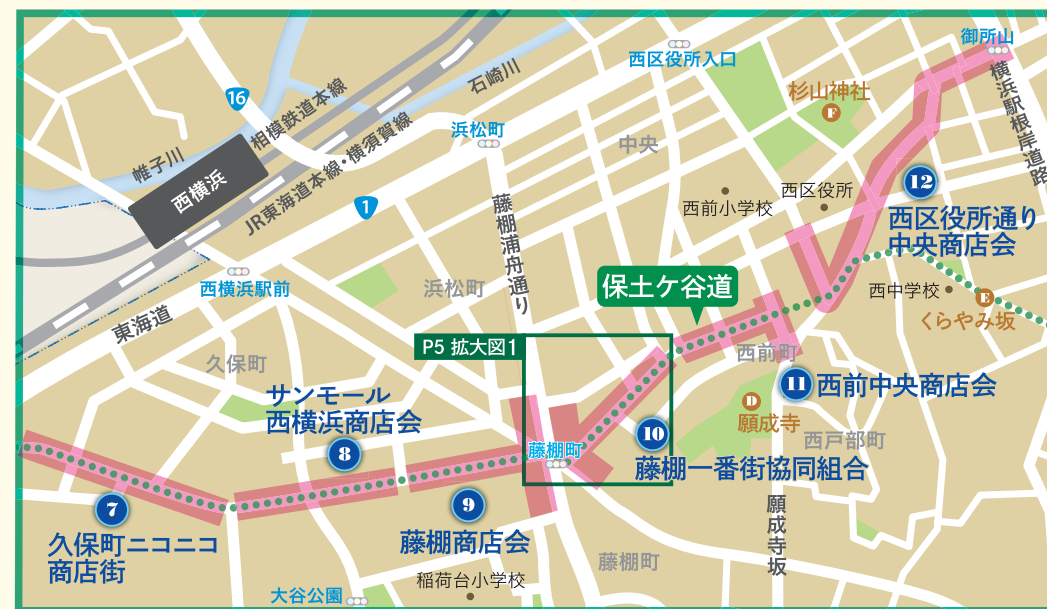 御所山
西区役所入口
横浜駅根岸道路
石崎川
杉山神社
F
16
相模鉄道本線
浜松町
中央
帷子川
西横浜
JR東海道本線・横須賀線
1
藤棚浦舟通り
西前小学校
西区役所
12
西区役所通り
中央商店会
西横浜駅前
浜松町
保土ケ谷道
西中学校
E
くらやみ坂
東海道
P5 拡大図1
久保町
西前町
サンモール
西横浜商店会
8
11
西前中央商店会
D
願成寺
西戸部町
藤棚町
10
藤棚一番街協同組合
7
久保町ニコニコ
商店街
9
藤棚商店会
願成寺坂
藤棚町
稲荷台小学校
大谷公園